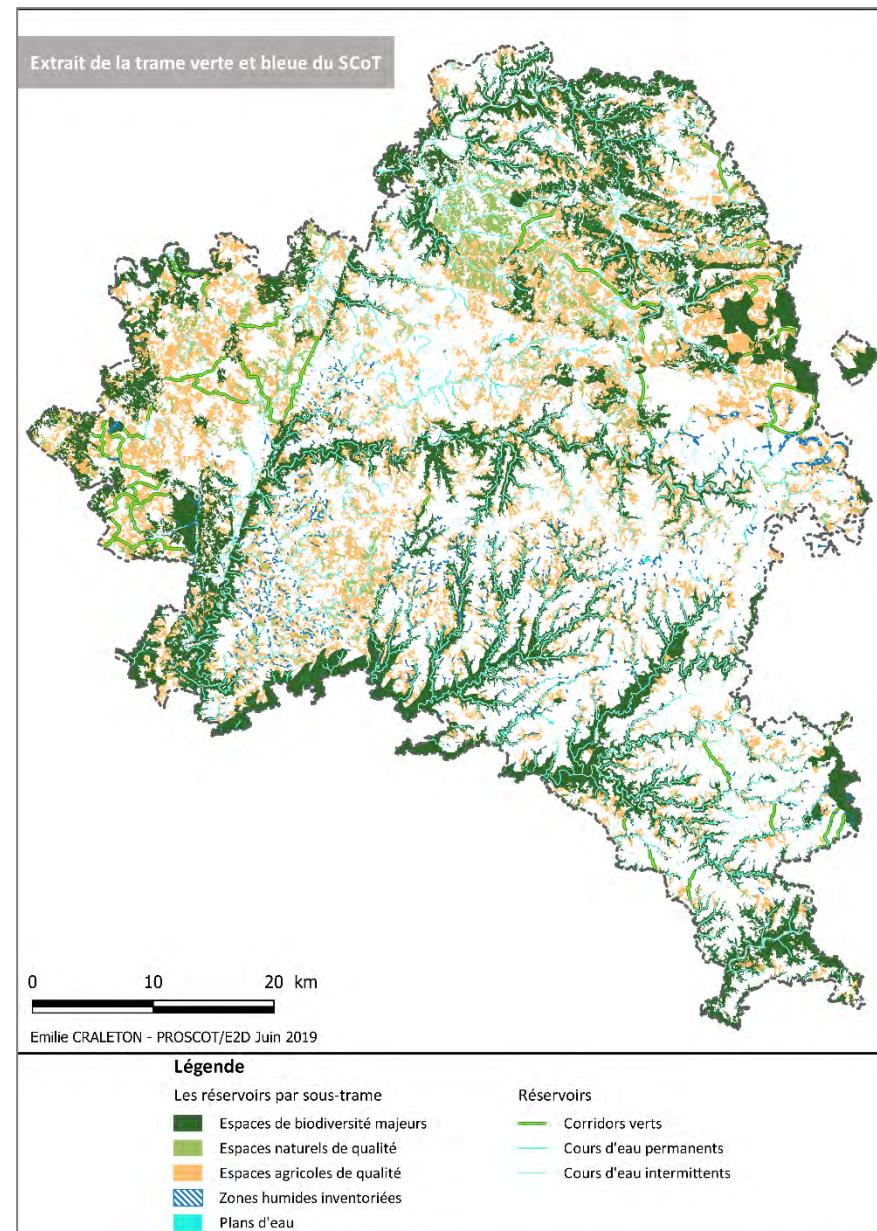 Extrait de la trame verte et bleue du SCoT
0 10 20 km
Emilie CRALETON - PROSCOT/E2D Juin 2019
Légende
Les réservoirs par sous-trame
Espaces de biodiversité majeurs
Espaces naturels de qualité
Espaces agricoles de qualité
Zones humides inventoriées
Plans d'eau
Réservoirs
Corridors verts
Cours d'eau permanents
Cours d'eau intermittents